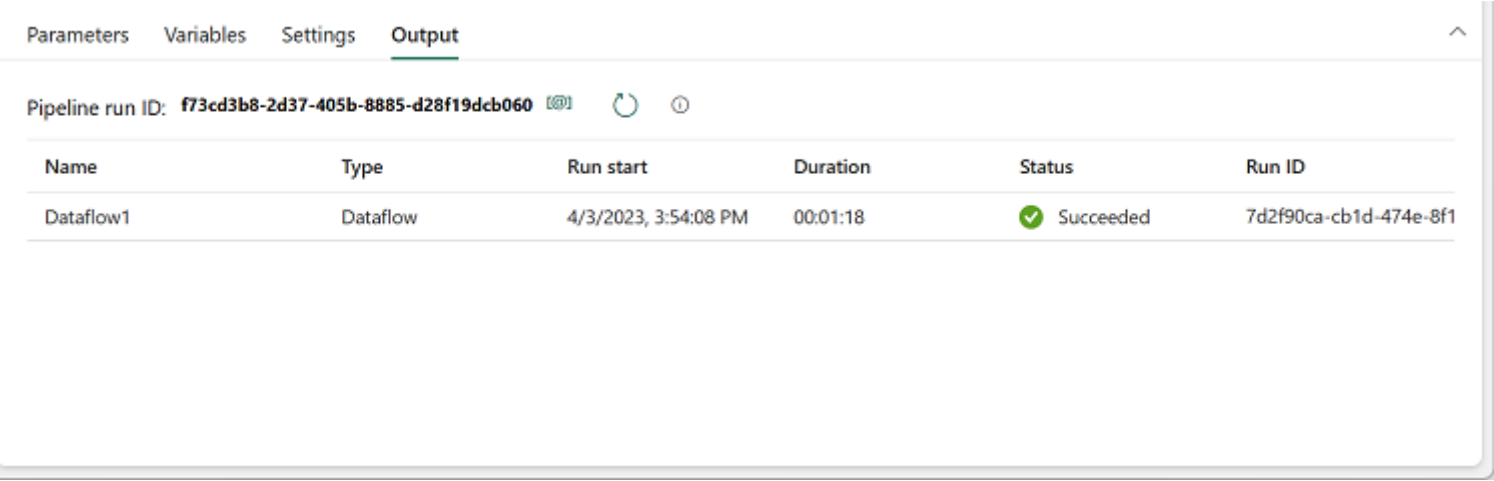 Parameters Variables Settings Output
Pipeline run ID: f73cd3b8-2d37-405b-8885-d28f19dcb060 [@]
Name Type Run start Duration Status Run ID
Dataflow1 Dataflow 4/3/2023, 3:54:08 PM 00:01:18 Succeeded 7d2f90ca-cb1d-474e-8f1